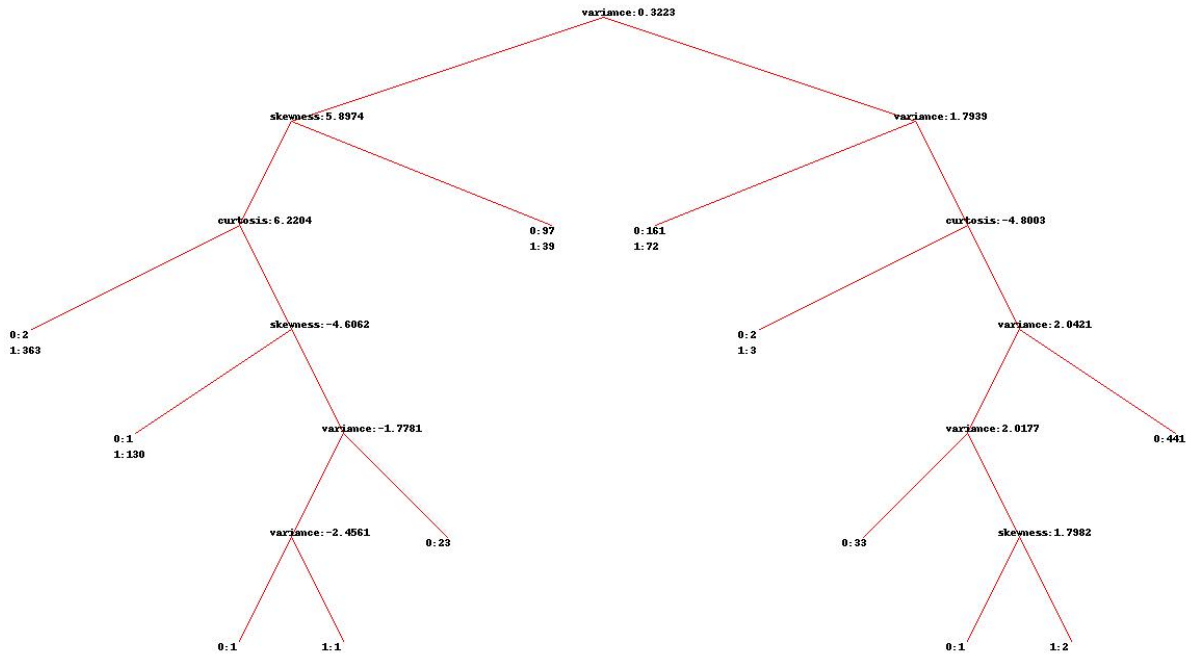 variance:0.3223
skewness:5.8974
variance:1.7939
curtosis:6.2204
0:97
1:39
0:161
1:72
curtosis:-4.8003
0:2
1:363
skewness:-4.6062
0:2
1:3
variance:2.0421
0:1
1:130
variance:-1.7781
variance:2.0177
0:441
variance:-2.4561
0:23
0:33
skewness:1.7982
0:1
1:1
0:1
1:2